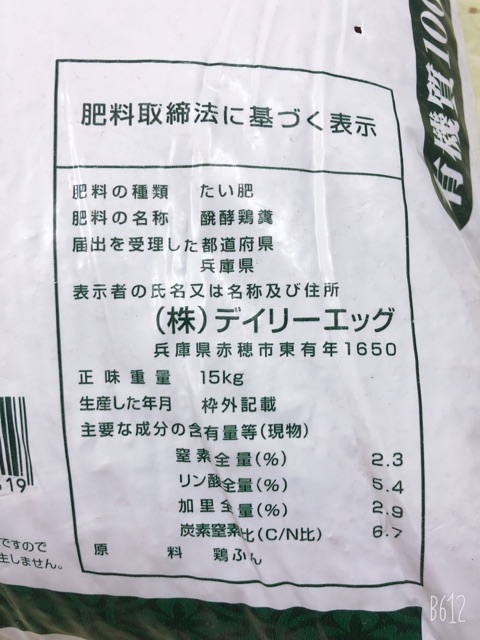 有機質100
肥料取締法に基づく表示
肥料の種類 たい肥
肥料の名称 醗酵鶏糞
届出を受理した都道府県
兵庫県
表示者の氏名又は名称及び住所
(株)デイリーエッグ
兵庫県赤穂市東有年1650
正味重量 15kg
生産した年月 枠外記載
主要な成分の含有量等(現物)
窒素全量(%) 2.3
リン酸全量(%) 5.4
加里全量(%) 2.9
炭素窒素比(C/N比) 6.7
原料 鶏ふん
619
ですので
生しません。
B612